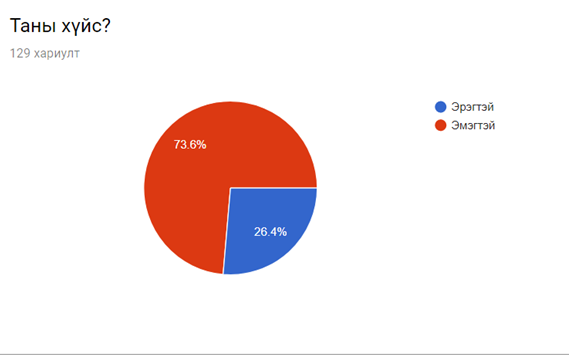 Таны хүйс?
129 хариулт
Эрэгтэй
Эмэгтэй
73.6%
26.4%